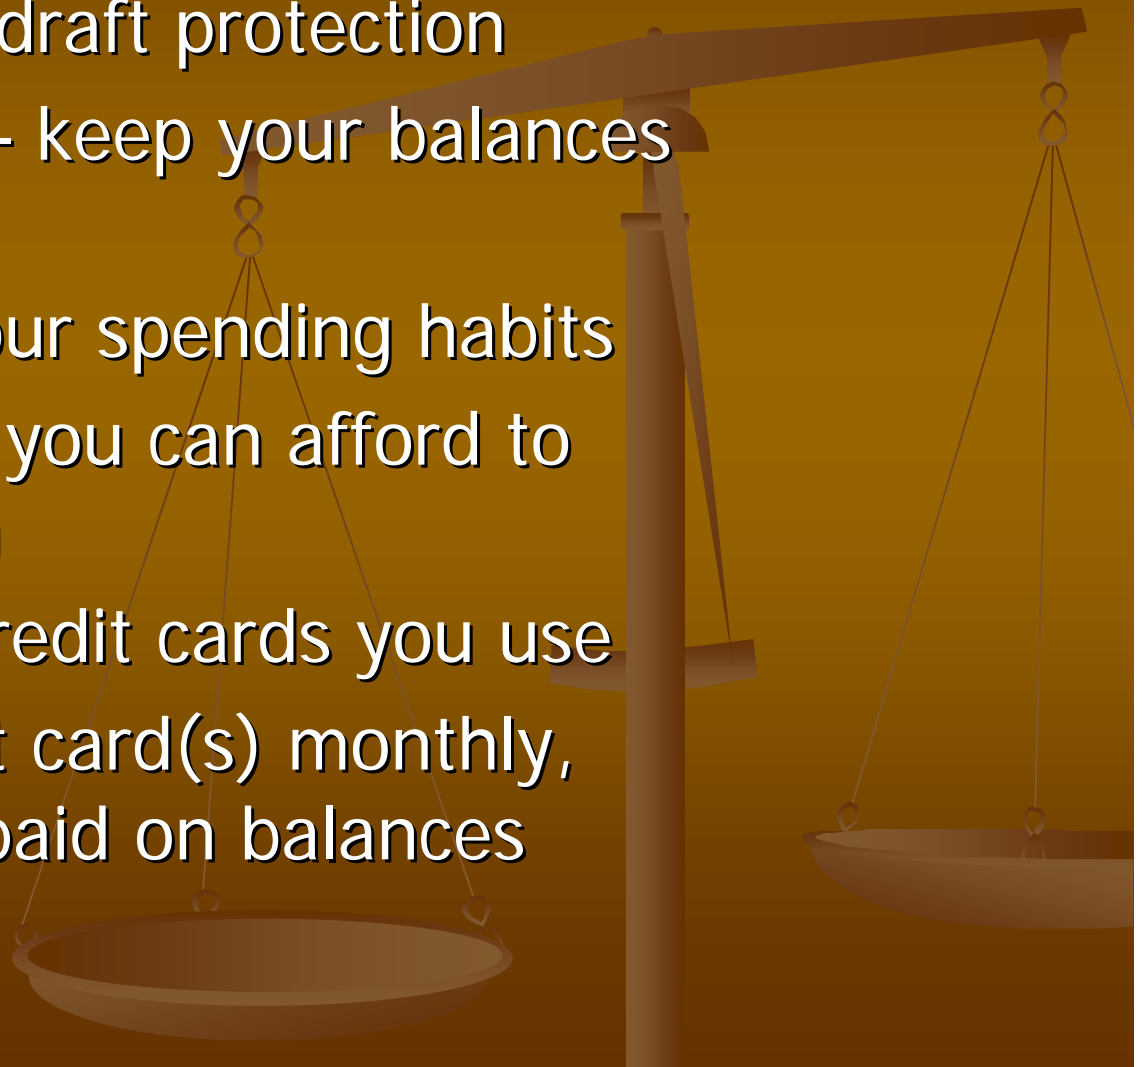 draft protection
- keep your balances
ur spending habits
you can afford to
redit cards you use
t card(s) monthly,
paid on balances